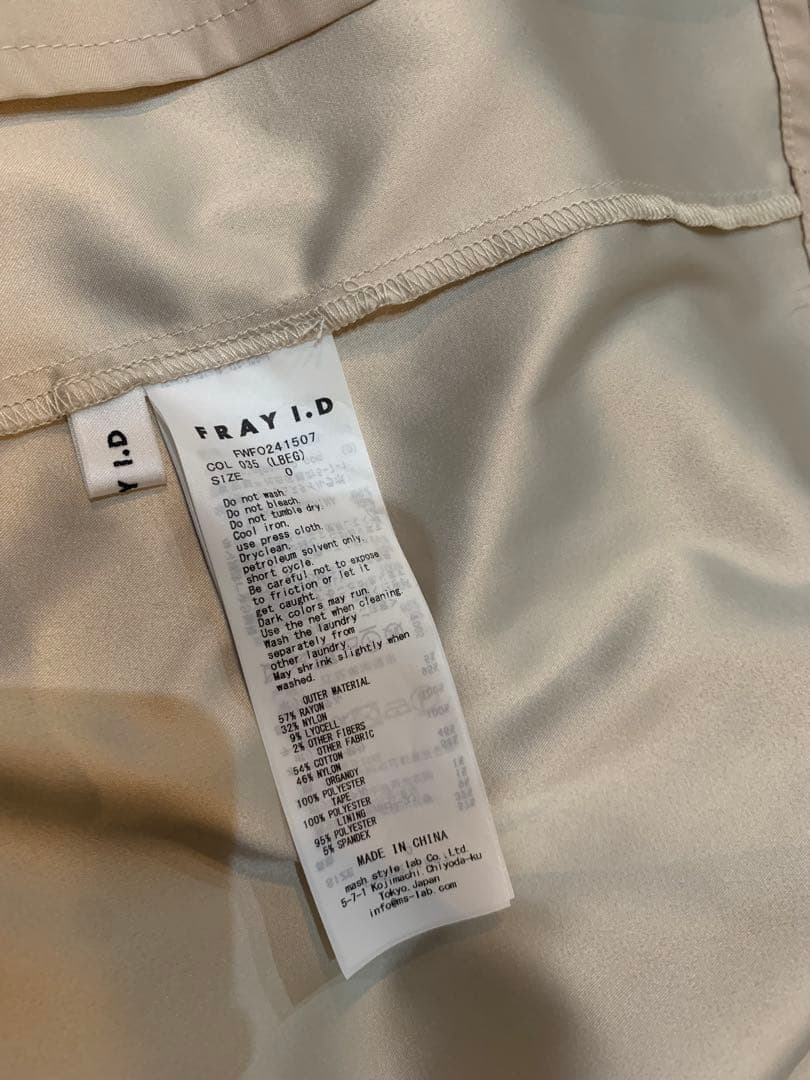 FRAY I.D
FWFO241507
COL 035 (LBEG)
SIZE 0
Do not wash.
Do not bleach.
Do not tumble dry.
Cool iron.
use press cloth.
Dryclean.
petroleum solvent only.
short cycle.
Be careful not to expose
to friction or let it
get caught.
Dark colors may run.
Use the net when cleaning.
Wash the laundry
separately from
other laundry.
May shrink slightly when
washed.
OUTER MATERIAL
57% RAYON
32% NYLON
9% LYOCELL
2% OTHER FIBERS
OTHER FABRIC
54% COTTON
46% NYLON
ORGANDY
100% POLYESTER
TAPE
100% POLYESTER
LINING
95% POLYESTER
5% SPANDEX
MADE IN CHINA
mash style lab Co.,Ltd.
5-7-1 Kojimachi Chiyoda-ku
Tokyo.Japan
info@ms-lab.com
Y I.D